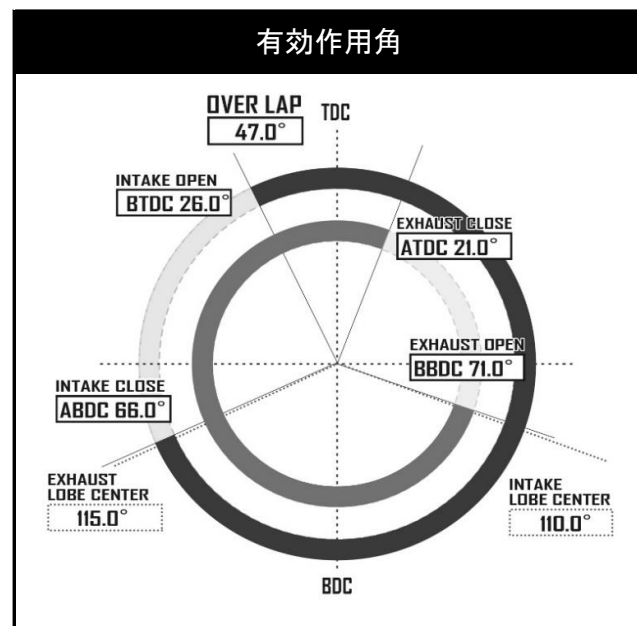 有効作用角
OVER LAP
47.0°
TDC
INTAKE OPEN
BTDC 26.0°
EXHAUST CLOSE
ATDC 21.0°
EXHAUST OPEN
BBDC 71.0°
INTAKE CLOSE
ABDC 66.0°
EXHAUST
LOBE CENTER
115.0°
INTAKE
LOBE CENTER
110.0°
BDC